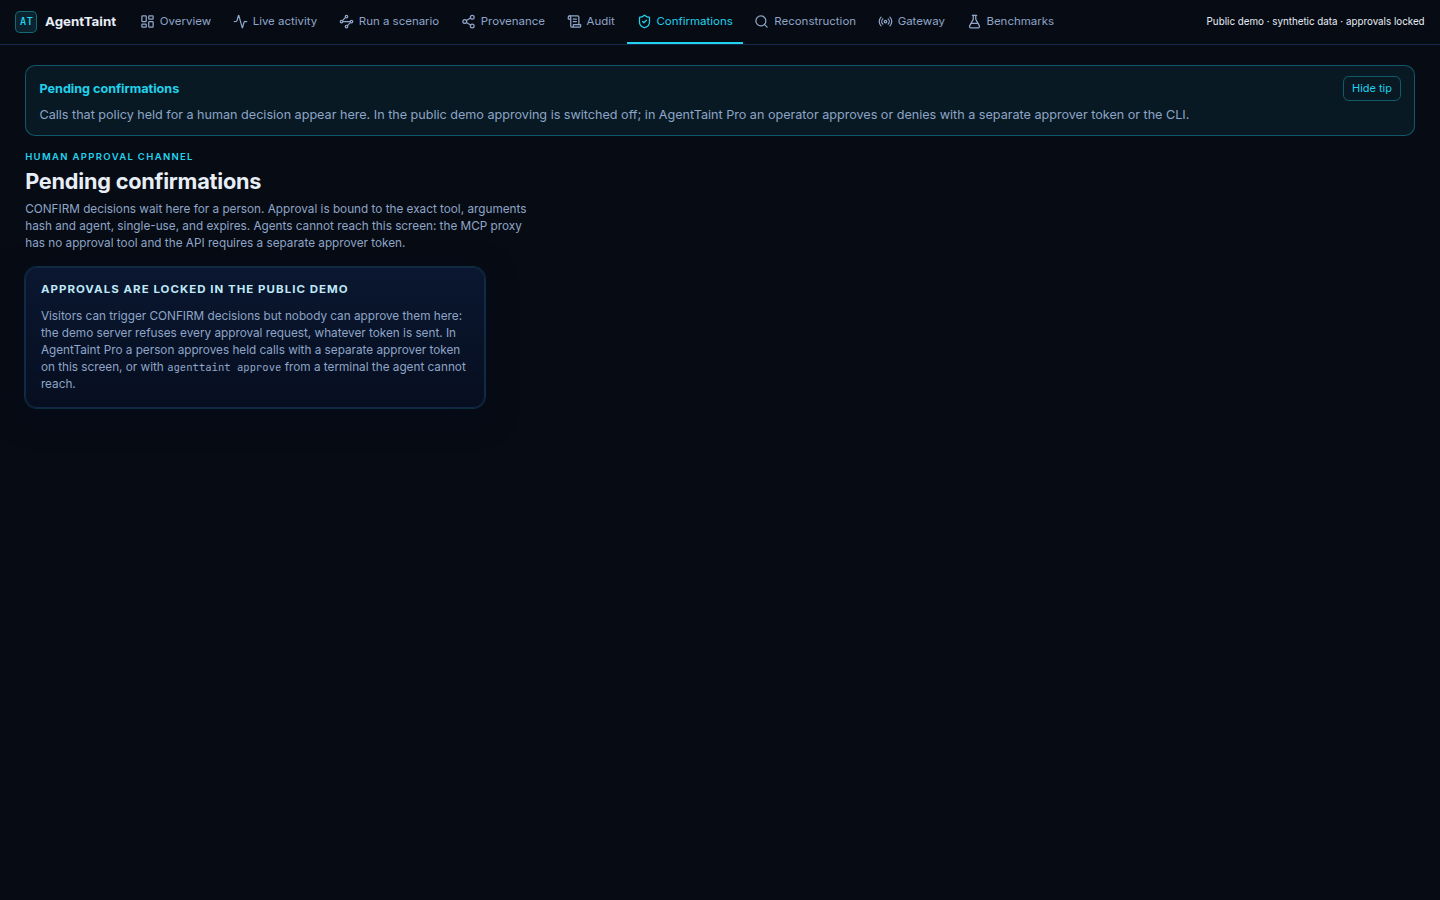 AT AgentTaint Overview Live activity Run a scenario Provenance Audit Confirmations Reconstruction Gateway Benchmarks Public demo · synthetic data · approvals locked
Pending confirmations
Hide tip
Calls that policy held for a human decision appear here. In the public demo approving is switched off; in AgentTaint Pro an operator approves or denies with a separate approver token or the CLI.
HUMAN APPROVAL CHANNEL
Pending confirmations
CONFIRM decisions wait here for a person. Approval is bound to the exact tool, arguments
hash and agent, single-use, and expires. Agents cannot reach this screen: the MCP proxy
has no approval tool and the API requires a separate approver token.
APPROVALS ARE LOCKED IN THE PUBLIC DEMO
Visitors can trigger CONFIRM decisions but nobody can approve them here:
the demo server refuses every approval request, whatever token is sent. In
AgentTaint Pro a person approves held calls with a separate approver token
on this screen, or with agenttaint approve from a terminal the agent cannot
reach.